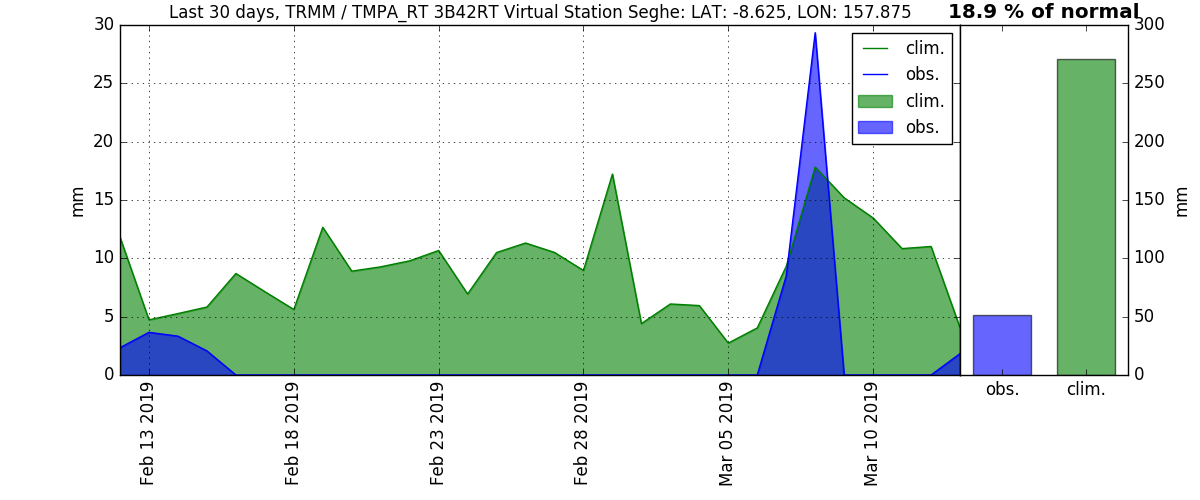 Last 30 days, TRMM / TMPA_RT 3B42RT Virtual Station Seghe: LAT: -8.625, LON: 157.875
18.9 % of normal
30
25
20
15
10
5
0
mm
clim.
obs.
clim.
obs.
300
250
200
150
100
50
0
mm
obs.
clim.
Feb 13 2019
Feb 18 2019
Feb 23 2019
Feb 28 2019
Mar 05 2019
Mar 10 2019